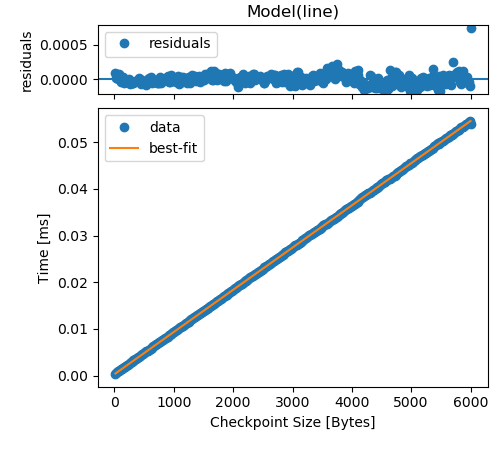 Model(line)
residuals
0.0005
0.0000
residuals
data
best-fit
Time [ms]
0.05
0.04
0.03
0.02
0.01
0.00
0 1000 2000 3000 4000 5000 6000
Checkpoint Size [Bytes]